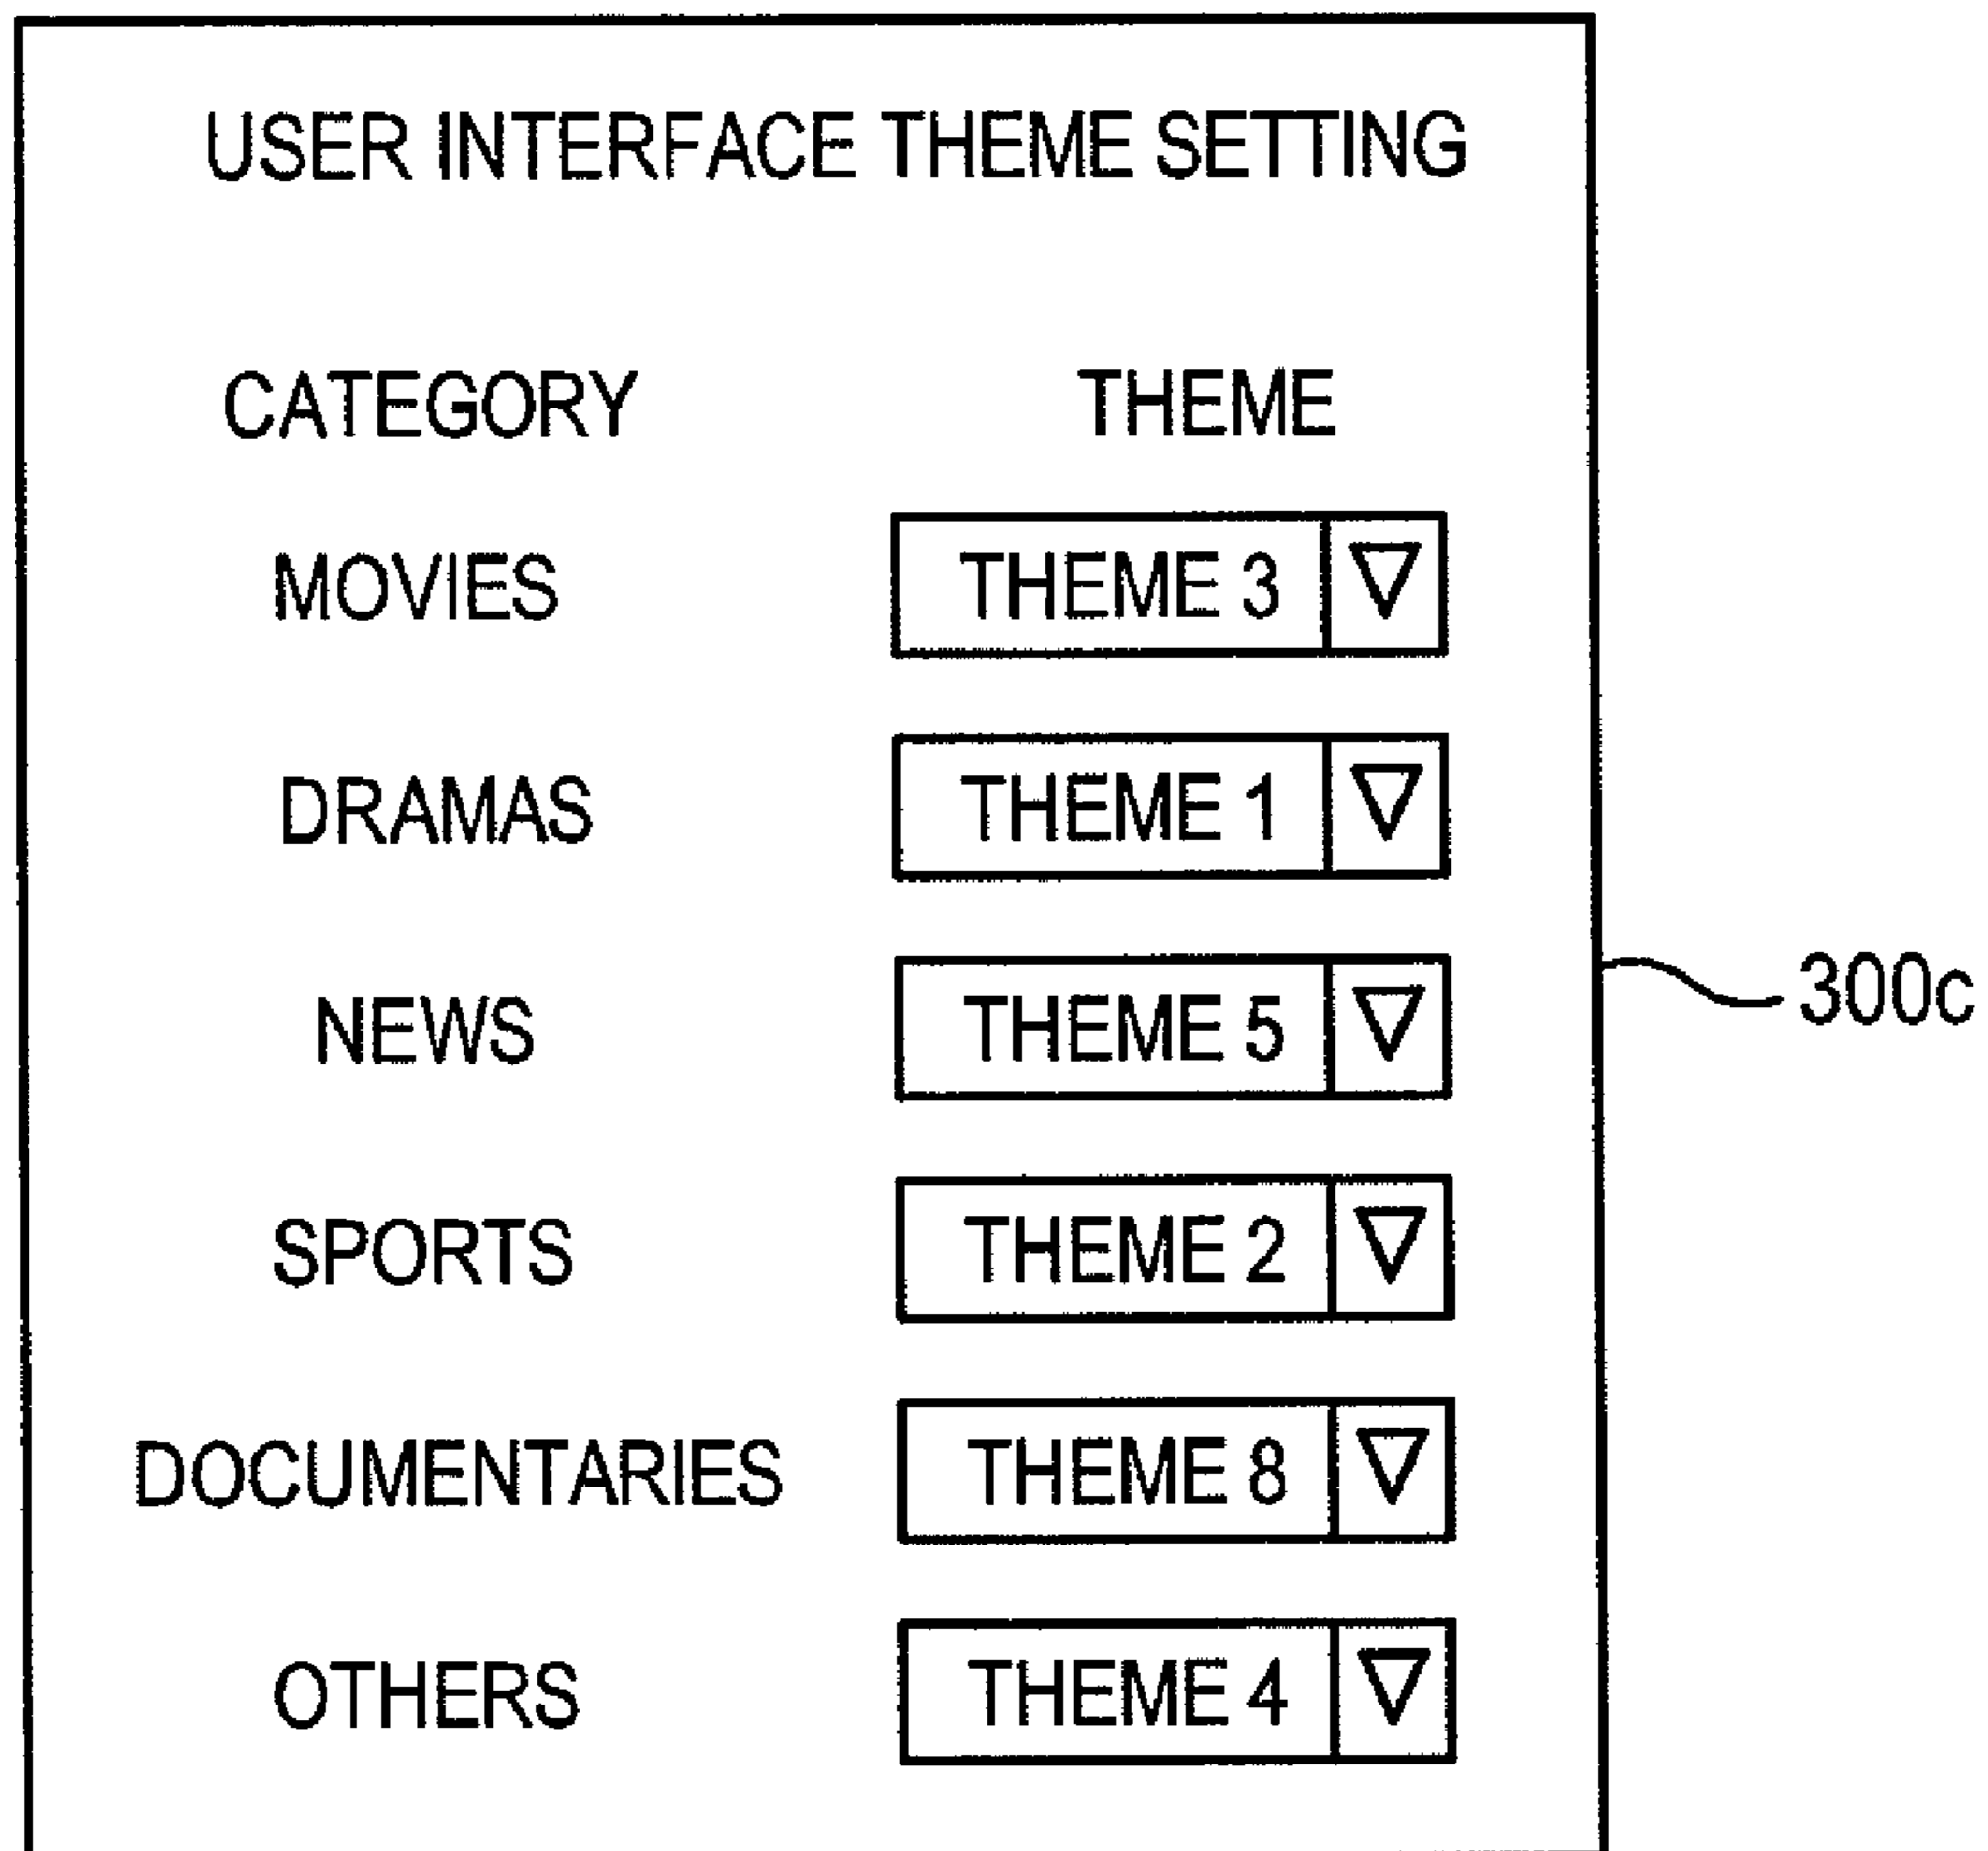 USER INTERFACE THEME SETTING
CATEGORY THEME
MOVIES THEME 3
DRAMAS THEME 1
NEWS THEME 5
300c
SPORTS THEME 2
DOCUMENTARIES THEME 8
OTHERS THEME 4